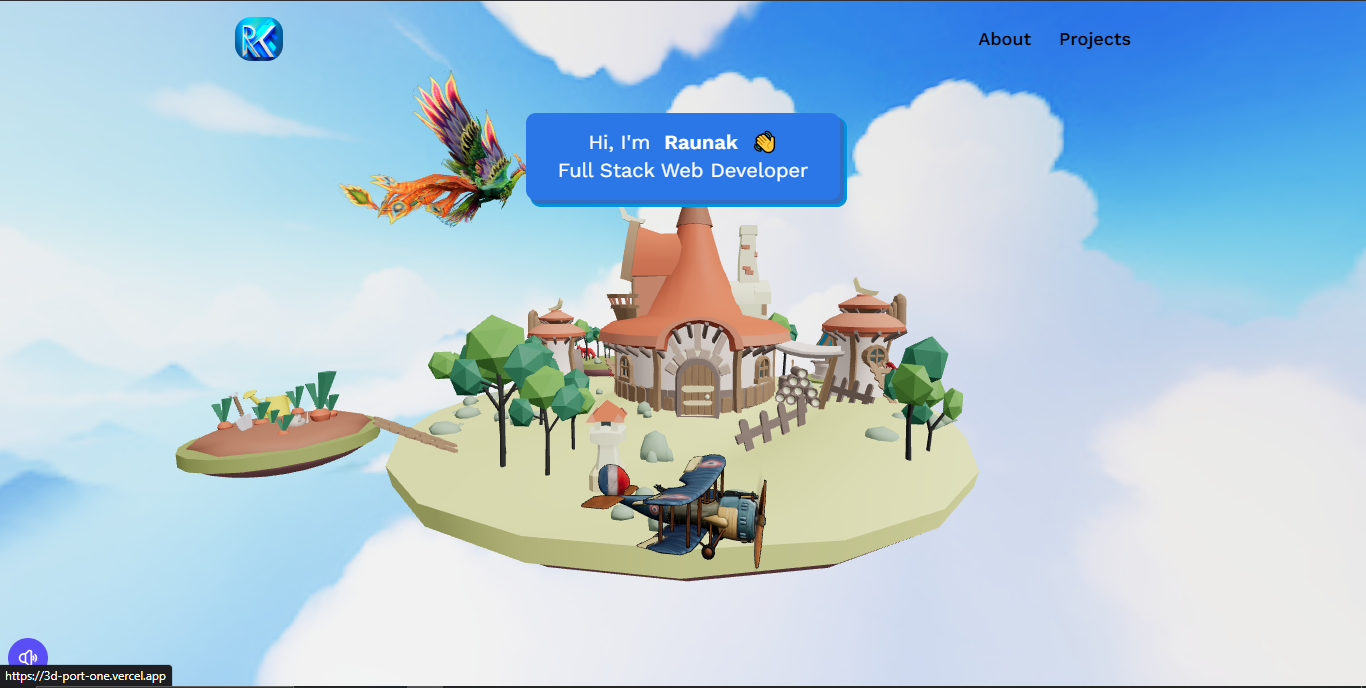 RK
About Projects
Hi, I'm Raunak 👋
Full Stack Web Developer
https://3d-port-one.vercel.app